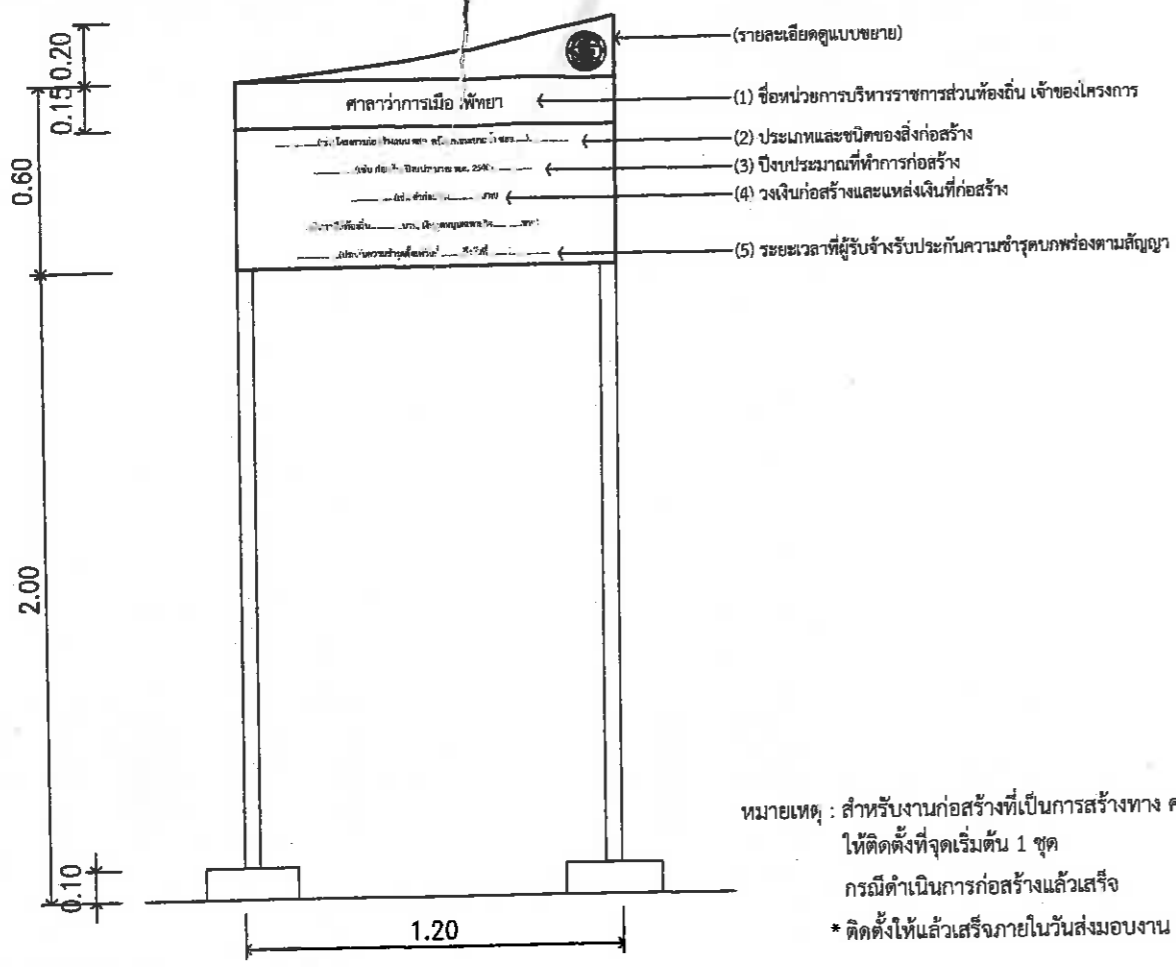 0.20
(รายละเอียดดูแบบขยาย)
0.15
ศาลาว่าการเมือ พัทยา
(1) ชื่อหน่วยการบริหารราชการส่วนท้องถิ่น เจ้าของโครงการ
(2) ประเภทและชนิดของสิ่งก่อสร้าง
(3) ปีงบประมาณที่ทำการก่อสร้าง
0.60
(4) วงเงินก่อสร้างและแหล่งเงินที่ก่อสร้าง
(5) ระยะเวลาที่ผู้รับจ้างรับประกันความชำรุดบกพร่องตามสัญญา
2.00
หมายเหตุ : สำหรับงานก่อสร้างที่เป็นการสร้างทาง
ให้ติดตั้งที่จุดเริ่มต้น 1 ชุด
กรณีดำเนินการก่อสร้างแล้วเสร็จ
* ติดตั้งให้แล้วเสร็จภายในวันส่งมอบงาน
0.10
1.20